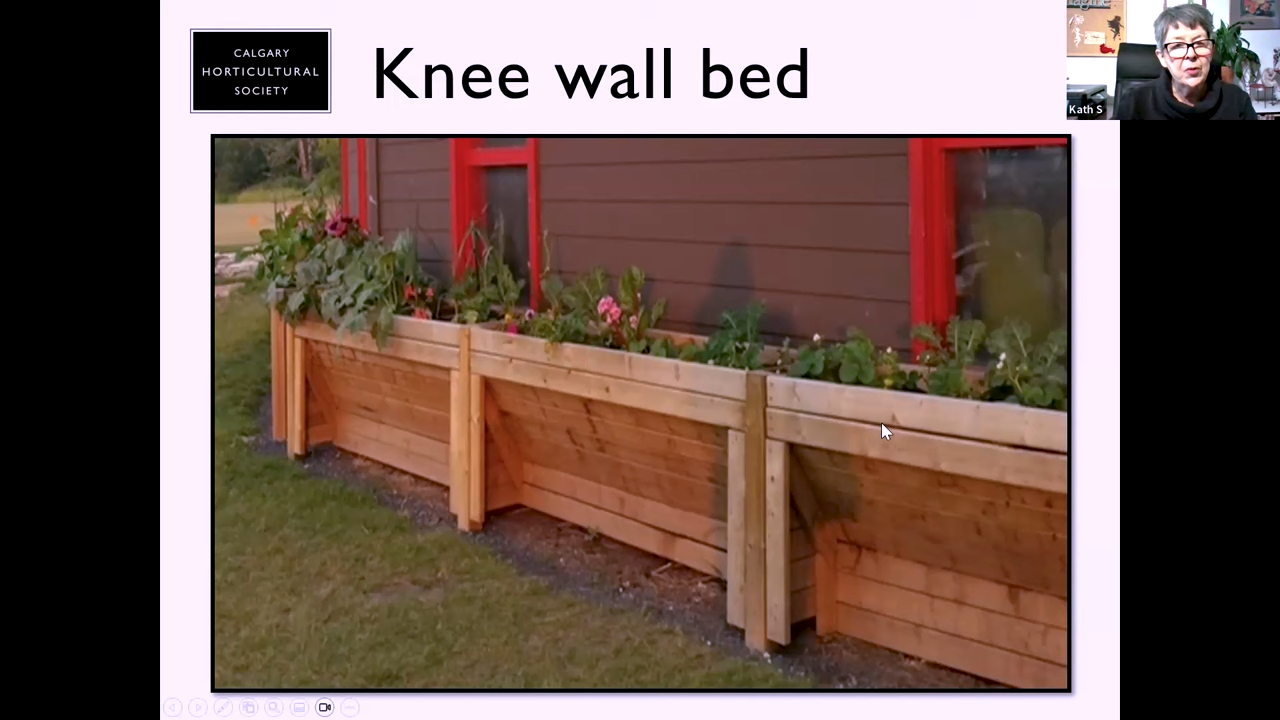 CALGARY
HORTICULTURAL
SOCIETY
Knee wall bed
Kath S